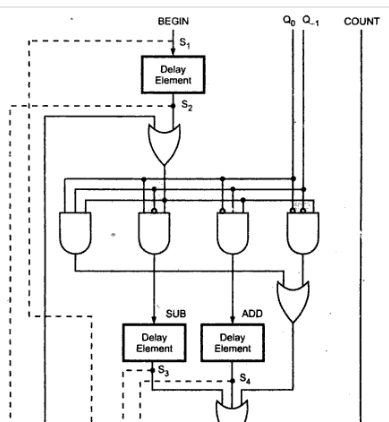 BEGIN Q₀ Q₋₁ COUNT
S₁
Delay
Element
S₂
SUB ADD
Delay Delay
Element Element
S₃ S₄